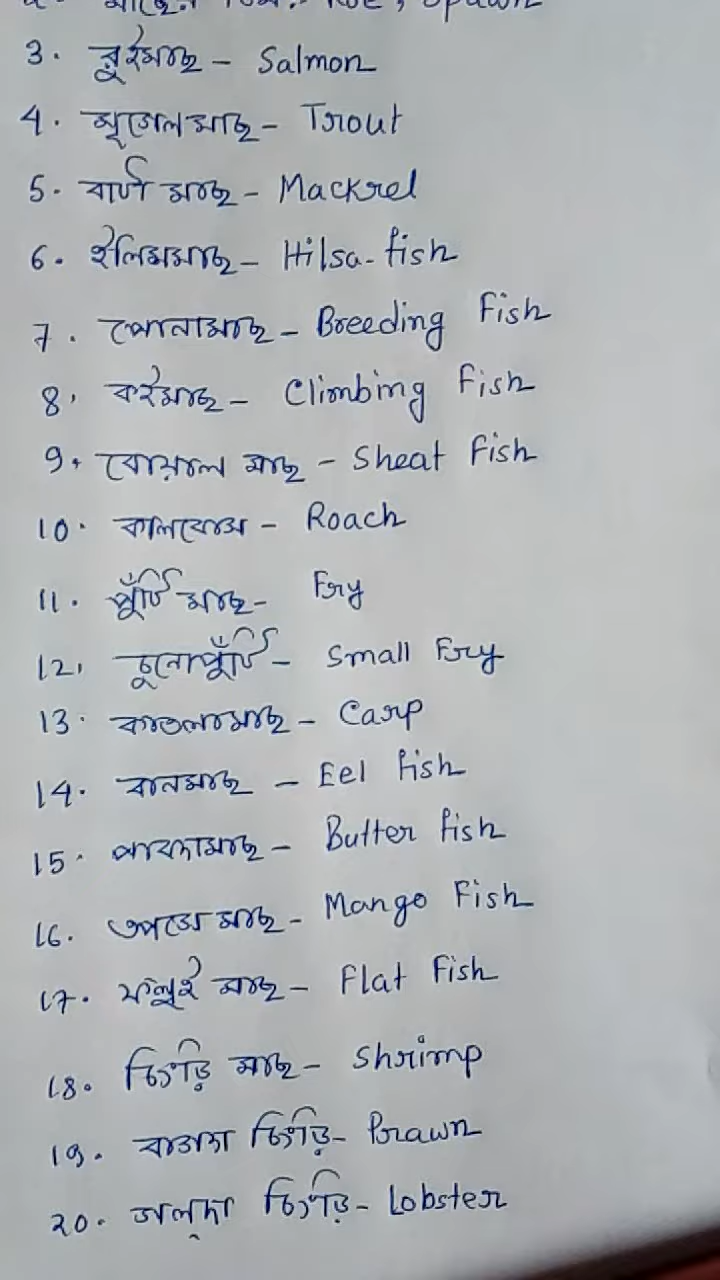 মাছের ডিম - Roe, Spawn
3. রুইমাছ - Salmon
4. মৃগেলমাছ - Trout
5. বাটা মাছ - Mackrel
6. ইলিশমাছ - Hilsa-fish
7. পোনামাছ - Breeding Fish
8. কইমাছ - Climbing Fish
9. বোয়াল মাছ - Sheat Fish
10. কালবোস - Roach
11. পুঁটি মাছ - Fry
12. চুনোপুঁটি - Small Fry
13. কাতলামাছ - Carp
14. বানমাছ - Eel fish
15. পাবদামাছ - Butter fish
16. তপসে মাছ - Mango Fish
17. ফলুই মাছ - Flat Fish
18. চিংড়ি মাছ - Shrimp
19. বাগদা চিংড়ি - Prawn
20. গলদা চিংড়ি - Lobster